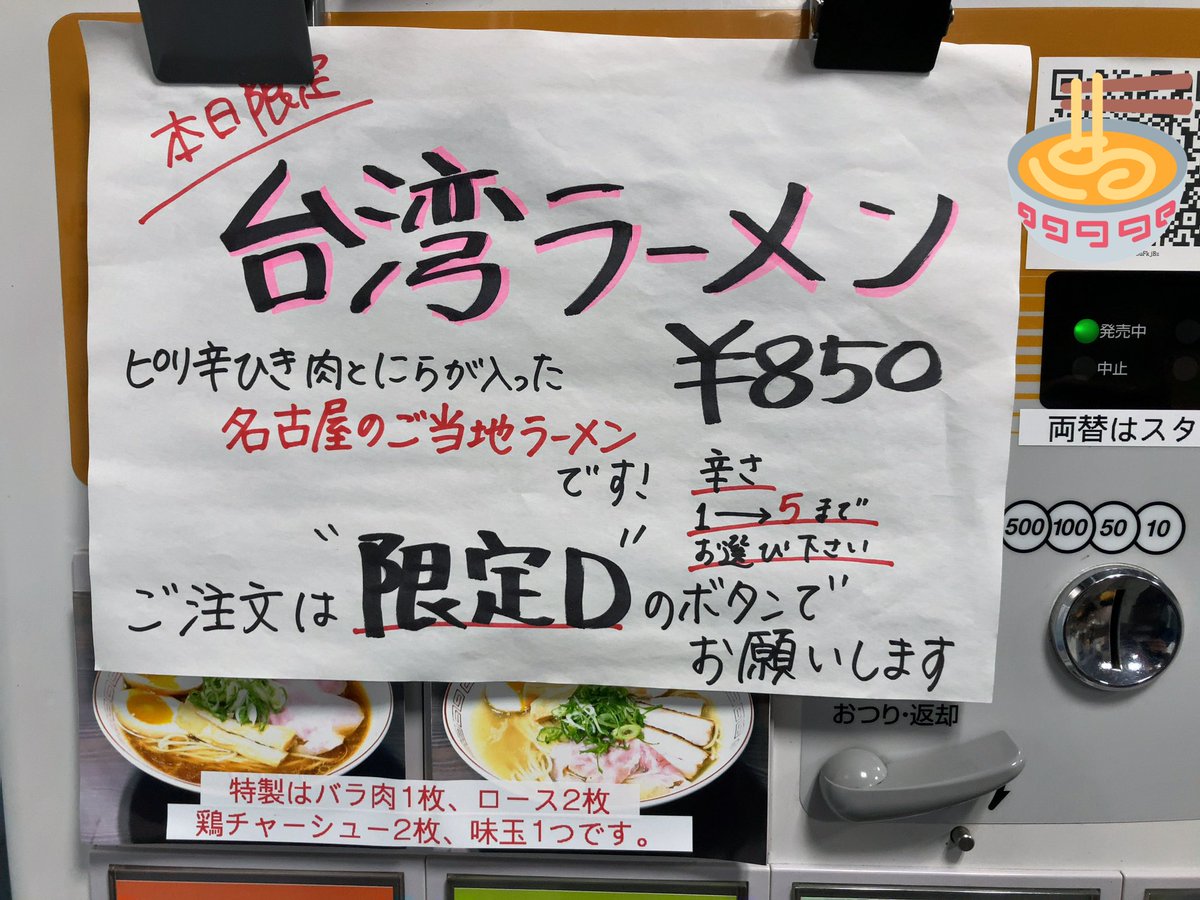 本日限定
台湾ラーメン
¥850
ピリ辛ひき肉とにらが入った
名古屋のご当地ラーメン
です!
辛さ
1→5まで
お選び下さい
ご注文は"限定D"のボタンで
お願いします
発売中
中止
両替はスタ
500 100 50 10
おつり・返却
特製はバラ肉1枚、ロース2枚
鶏チャーシュー2枚、味玉1つです。